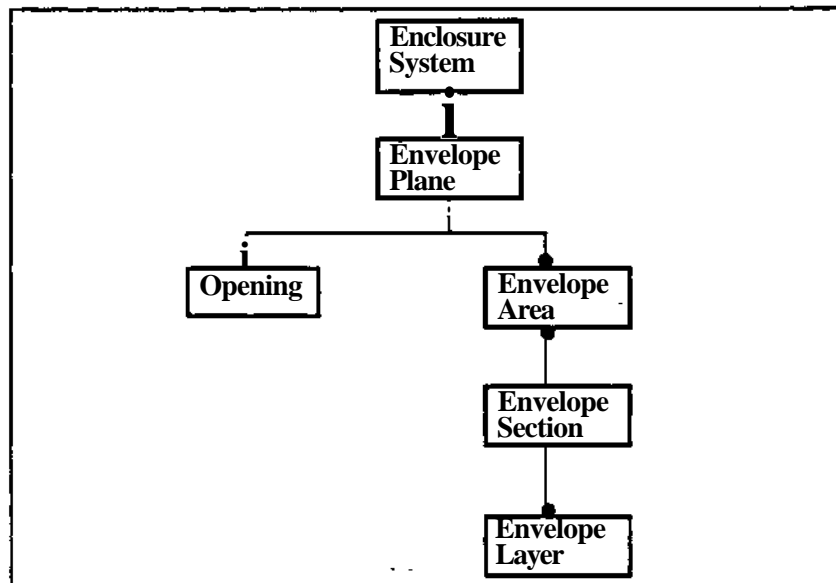 Enclosure
System
Envelope
Plane
Opening
Envelope
Area
Envelope
Section
Envelope
Layer